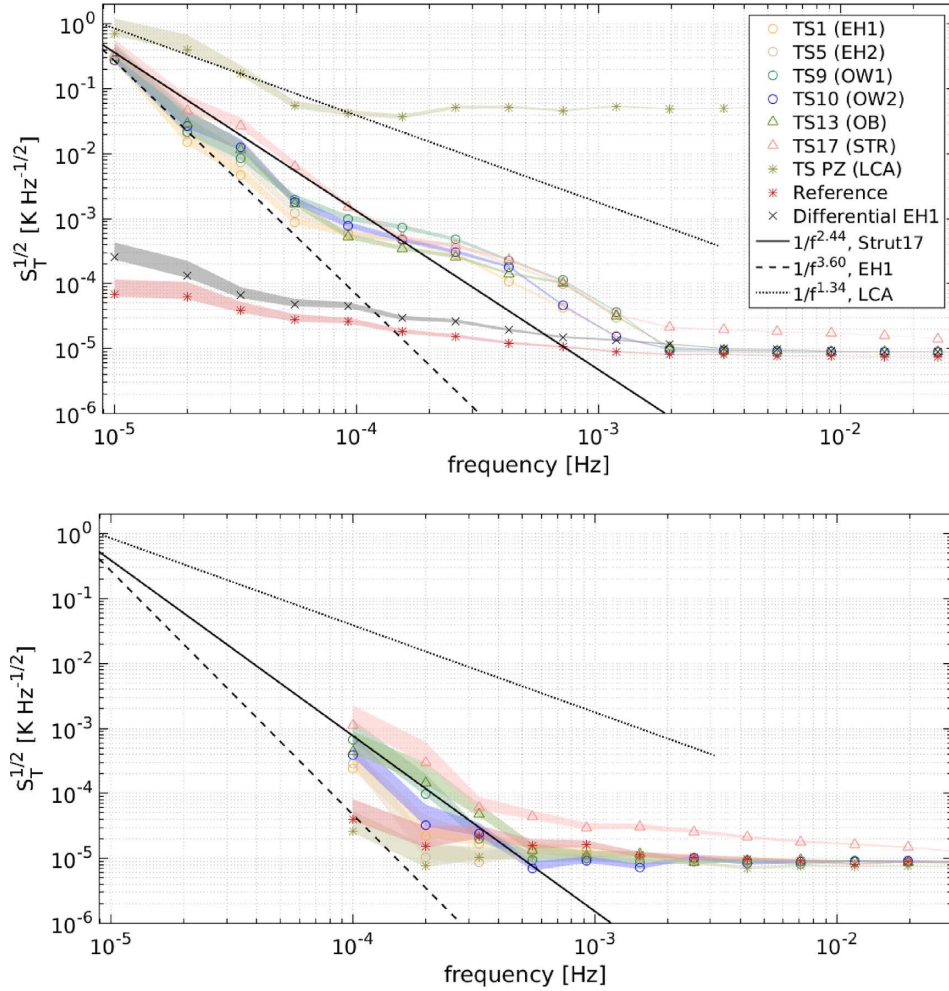 10^0
10^-1
10^-2
10^-3
10^-4
10^-5
10^-6
S_T^1/2 [K Hz^-1/2]
TS1 (EH1)
TS5 (EH2)
TS9 (OW1)
TS10 (OW2)
TS13 (OB)
TS17 (STR)
TS PZ (LCA)
Reference
Differential EH1
1/f^2.44, Strut17
1/f^3.60, EH1
1/f^1.34, LCA
10^-5 10^-4 10^-3 10^-2
frequency [Hz]
10^0
10^-1
10^-2
10^-3
10^-4
10^-5
10^-6
S_T^1/2 [K Hz^-1/2]
10^-5 10^-4 10^-3 10^-2
frequency [Hz]